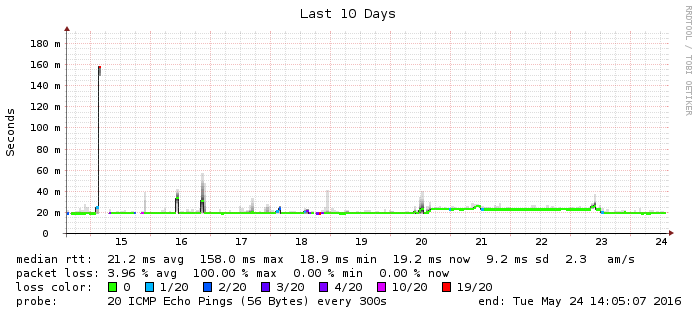 Last 10 Days
RRDTOOL / TOBI OETIKER
Seconds
180 m
160 m
140 m
120 m
100 m
80 m
60 m
40 m
20 m
0
15 16 17 18 19 20 21 22 23 24
median rtt: 21.2 ms avg 158.0 ms max 18.9 ms min 19.2 ms now 9.2 ms sd 2.3 am/s
packet loss: 3.96 % avg 100.00 % max 0.00 % min 0.00 % now
loss color: 0 1/20 2/20 3/20 4/20 10/20 19/20
probe: 20 ICMP Echo Pings (56 Bytes) every 300s end: Tue May 24 14:05:07 2016